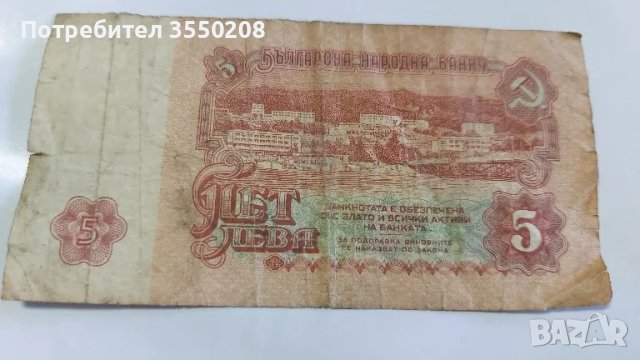 Потребител 3550208
5
БЪЛГАРСКА НАРОДНА БАНКА
ПЕТ
ЛЕВА
БАНКНОТАТА Е ОБЕЗПЕЧЕНА
СЪС ЗЛАТО И ВСИЧКИ АКТИВИ
НА БАНКАТА
ЗА ПОДПРАВКА ВИНОВНИТЕ
СЕ НАКАЗВАТ ПО ЗАКОНА
5
5
BAZAR